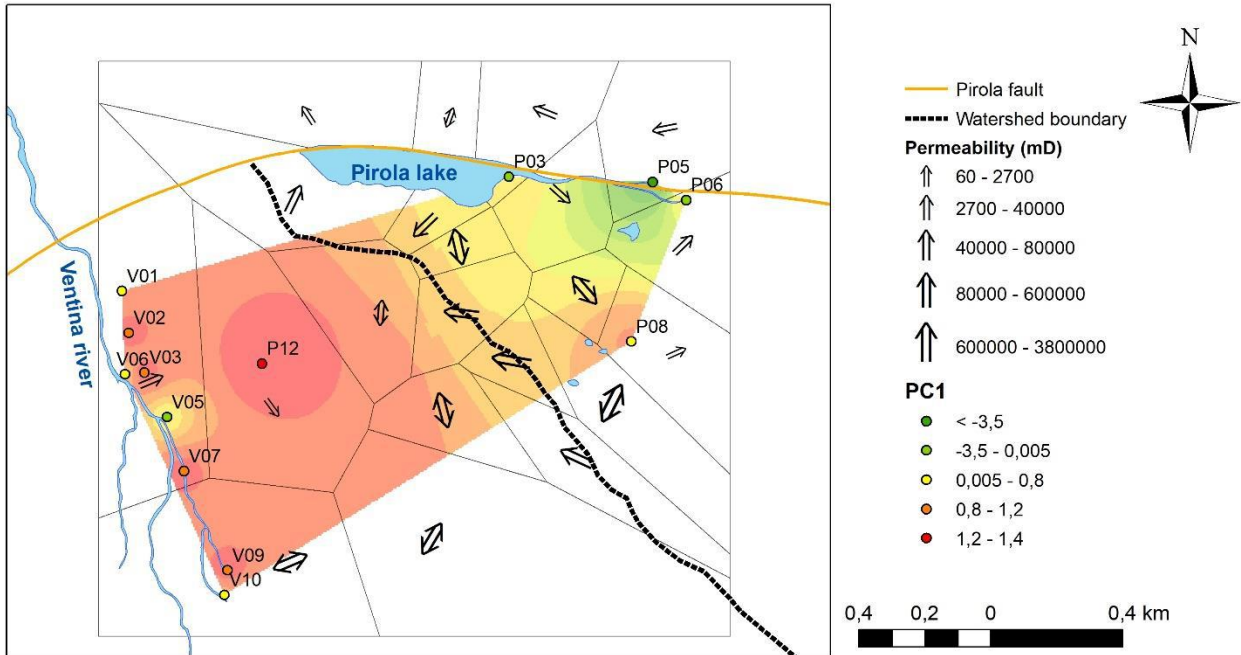 Pirola lake
P03
P05
P06
V01
V02
V06
V03
Ventina river
V05
P12
P08
V07
V09
V10
N
Pirola fault
Watershed boundary
Permeability (mD)
60 - 2700
2700 - 40000
40000 - 80000
80000 - 600000
600000 - 3800000
PC1
< -3,5
-3,5 - 0,005
0,005 - 0,8
0,8 - 1,2
1,2 - 1,4
0,4 0,2 0 0,4 km